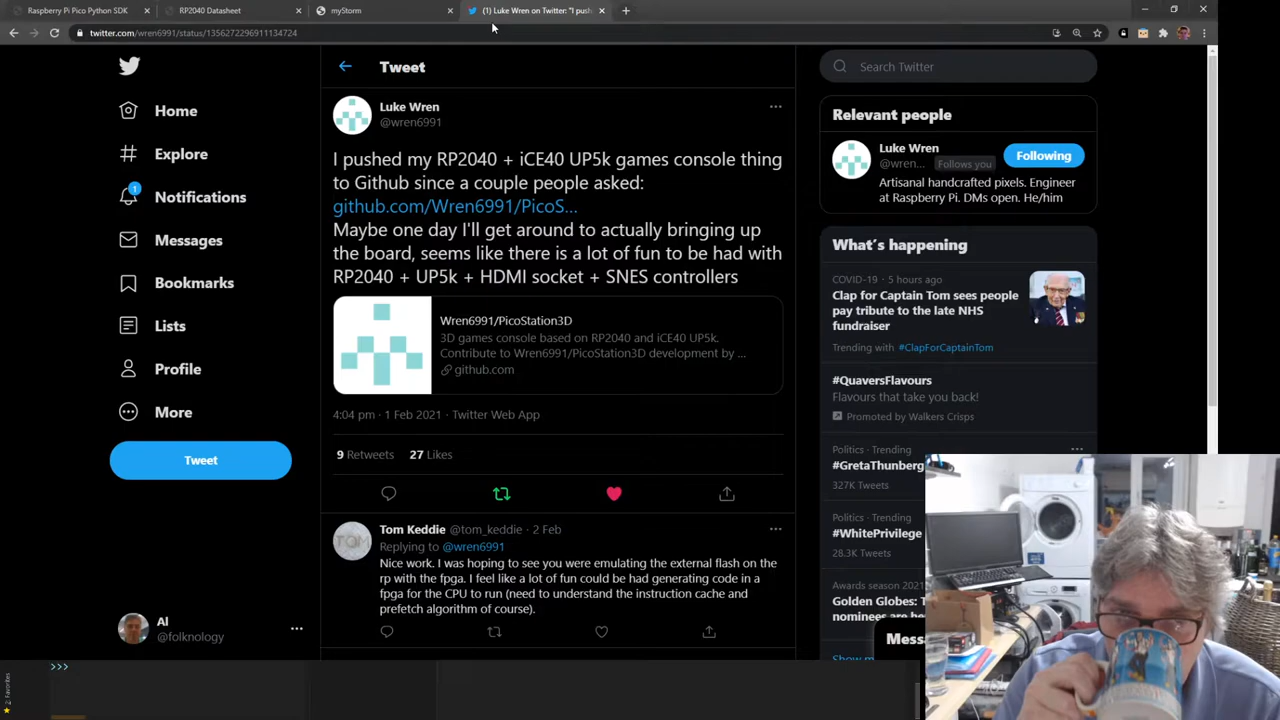 Raspberry Pi Pico Python SDK
RP2040 Datasheet
myStorm
(1) Luke Wren on Twitter: "I push
twitter.com/wren6991/status/1356272296911134724
Home
Explore
1
Notifications
Messages
Bookmarks
Lists
Profile
More
Tweet
Al
@folknology
Tweet
Luke Wren
@wren6991
I pushed my RP2040 + iCE40 UP5k games console thing
to Github since a couple people asked:
github.com/Wren6991/PicoS...
Maybe one day I'll get around to actually bringing up
the board, seems like there is a lot of fun to be had with
RP2040 + UP5k + HDMI socket + SNES controllers
Wren6991/PicoStation3D
3D games console based on RP2040 and iCE40 UP5k.
Contribute to Wren6991/PicoStation3D development by ...
github.com
4:04 pm · 1 Feb 2021 · Twitter Web App
9 Retweets 27 Likes
TOM
Tom Keddie @tom_keddie · 2 Feb
Replying to @wren6991
Nice work. I was hoping to see you were emulating the external flash on the
rp with the fpga. I feel like a lot of fun could be had generating code in a
fpga for the CPU to run (need to understand the instruction cache and
prefetch algorithm of course).
Search Twitter
Relevant people
Luke Wren
@wren... Follows you
Following
Artisanal handcrafted pixels. Engineer
at Raspberry Pi. DMs open. He/him
What's happening
COVID-19 · 5 hours ago
Clap for Captain Tom sees people
pay tribute to the late NHS
fundraiser
Trending with #ClapForCaptainTom
#QuaversFlavours
Flavours that take you back!
Promoted by Walkers Crisps
Politics · Trending
#GretaThunberg
327K Tweets
Politics · Trending
#WhitePrivilege
28.3K Tweets
Awards season 2021
Golden Globes: T
nominees are he
Show m
Mess
>>>
2: Favorites